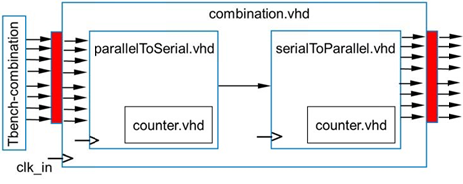 combination.vhd
Tbench-combination
parallelToSerial.vhd
serialToParallel.vhd
counter.vhd
counter.vhd
clk_in